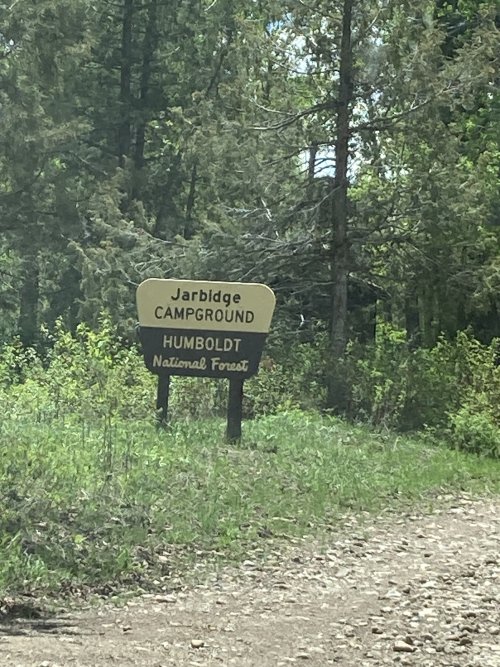 Jarbidge
CAMPGROUND
HUMBOLDT
National Forest